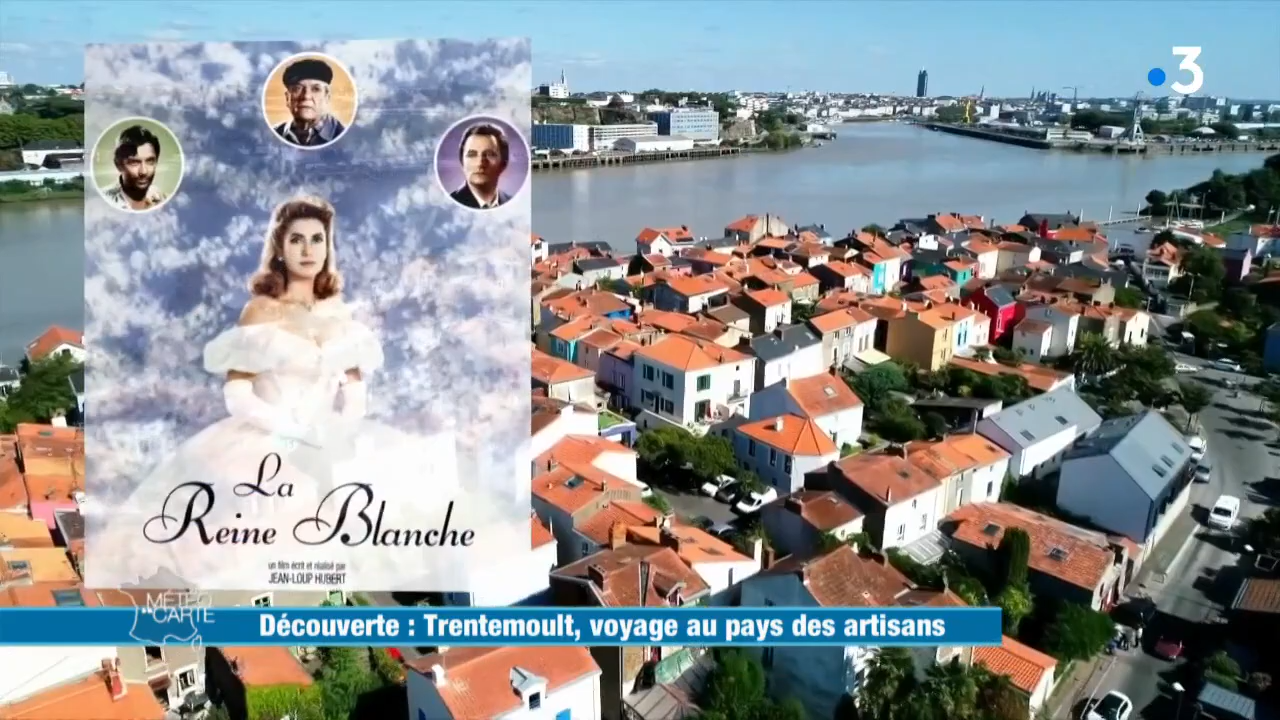 3
La
Reine Blanche
un film écrit et réalisé par
JEAN-LOUP HUBERT
MÉTÉO
à la
CARTE
Découverte : Trentemoult, voyage au pays des artisans